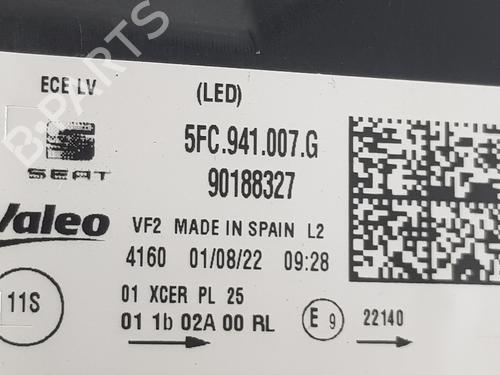 B-PARTS
ECE LV
(LED)
SEAT
5FC.941.007.G
90188327
Valeo
VF2 MADE IN SPAIN L2
4160 01/08/22 09:28
11S
01 XCER PL 25
01 1b 02A 00 RL
E 9
22140